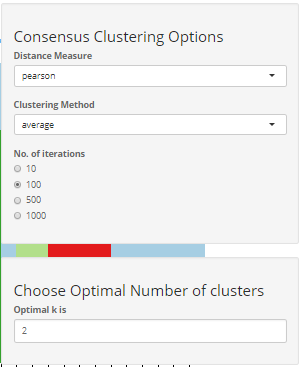 Consensus Clustering Options
Distance Measure
pearson
Clustering Method
average
No. of iterations
10
100
500
1000
Choose Optimal Number of clusters
Optimal k is
2